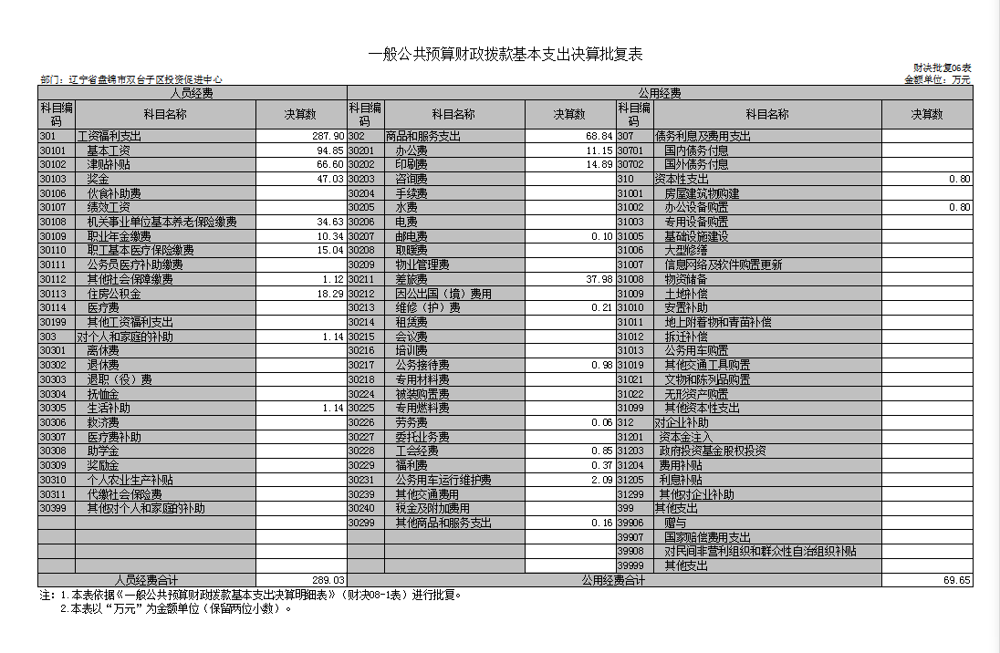 一般公共预算财政拨款基本支出决算批复表
财决批复06表
部门：辽宁省盘锦市双台子区投资促进中心 金额单位：万元
人员经费 公用经费
科目编码 科目名称 决算数 科目编码 科目名称 决算数 科目编码 科目名称 决算数
301 工资福利支出 287.90 302 商品和服务支出 68.84 307 债务利息及费用支出
30101 基本工资 94.85 30201 办公费 11.15 30701 国内债务付息
30102 津贴补贴 66.60 30202 印刷费 14.89 30702 国外债务付息
30103 奖金 47.03 30203 咨询费 310 资本性支出 0.80
30106 伙食补助费 30204 手续费 31001 房屋建筑物购建
30107 绩效工资 30205 水费 31002 办公设备购置 0.80
30108 机关事业单位基本养老保险缴费 34.63 30206 电费 31003 专用设备购置
30109 职业年金缴费 10.34 30207 邮电费 0.10 31005 基础设施建设
30110 职工基本医疗保险缴费 15.04 30208 取暖费 31006 大型修缮
30111 公务员医疗补助缴费 30209 物业管理费 31007 信息网络及软件购置更新
30112 其他社会保障缴费 1.12 30211 差旅费 37.98 31008 物资储备
30113 住房公积金 18.29 30212 因公出国（境）费用 31009 土地补偿
30114 医疗费 30213 维修（护）费 0.21 31010 安置补助
30199 其他工资福利支出 30214 租赁费 31011 地上附着物和青苗补偿
303 对个人和家庭的补助 1.14 30215 会议费 31012 拆迁补偿
30301 离休费 30216 培训费 31013 公务用车购置
30302 退休费 30217 公务接待费 0.98 31019 其他交通工具购置
30303 退职（役）费 30218 专用材料费 31021 文物和陈列品购置
30304 抚恤金 30224 被装购置费 31022 无形资产购置
30305 生活补助 1.14 30225 专用燃料费 31099 其他资本性支出
30306 救济费 30226 劳务费 0.06 312 对企业补助
30307 医疗费补助 30227 委托业务费 31201 资本金注入
30308 助学金 30228 工会经费 0.85 31203 政府投资基金股权投资
30309 奖励金 30229 福利费 0.37 31204 费用补贴
30310 个人农业生产补贴 30231 公务用车运行维护费 2.09 31205 利息补贴
30311 代缴社会保险费 30239 其他交通费用 31299 其他对企业补助
30399 其他对个人和家庭的补助 30240 税金及附加费用 399 其他支出
30299 其他商品和服务支出 0.16 39906 赠与
39907 国家赔偿费用支出
39908 对民间非营利组织和群众性自治组织补贴
39999 其他支出
人员经费合计 289.03 公用经费合计 69.65
注：1.本表依据《一般公共预算财政拨款基本支出决算明细表》（财决08-1表）进行批复。
2.本表以“万元”为金额单位（保留两位小数）。